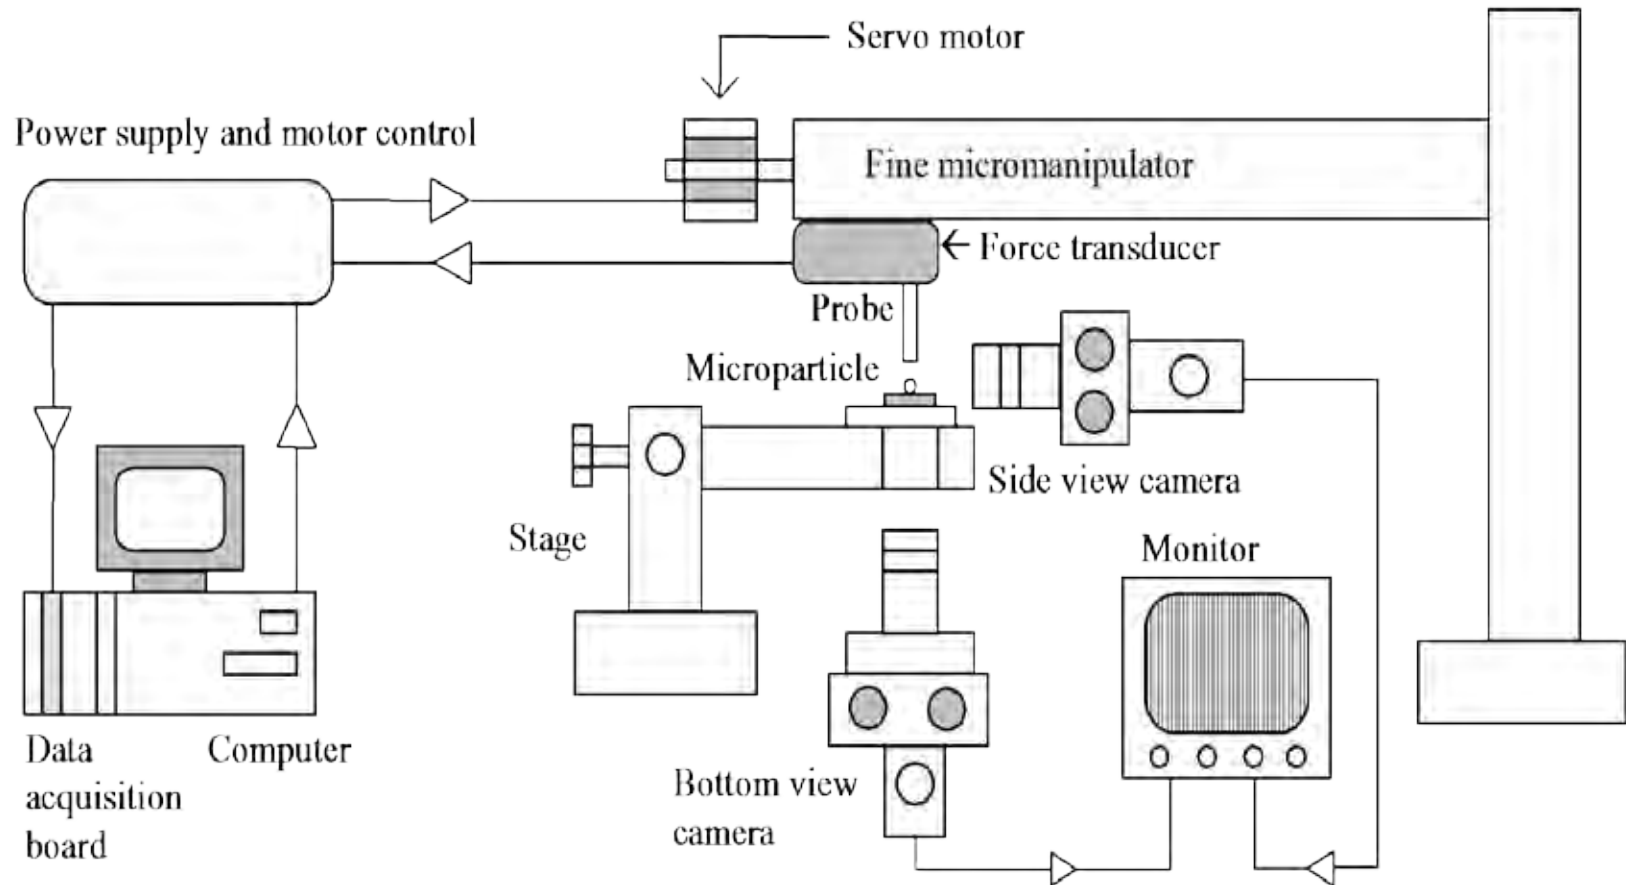 Servo motor
Power supply and motor control
Fine micromanipulator
Force transducer
Probe
Microparticle
Side view camera
Stage
Monitor
Data
acquisition
board
Computer
Bottom view
camera